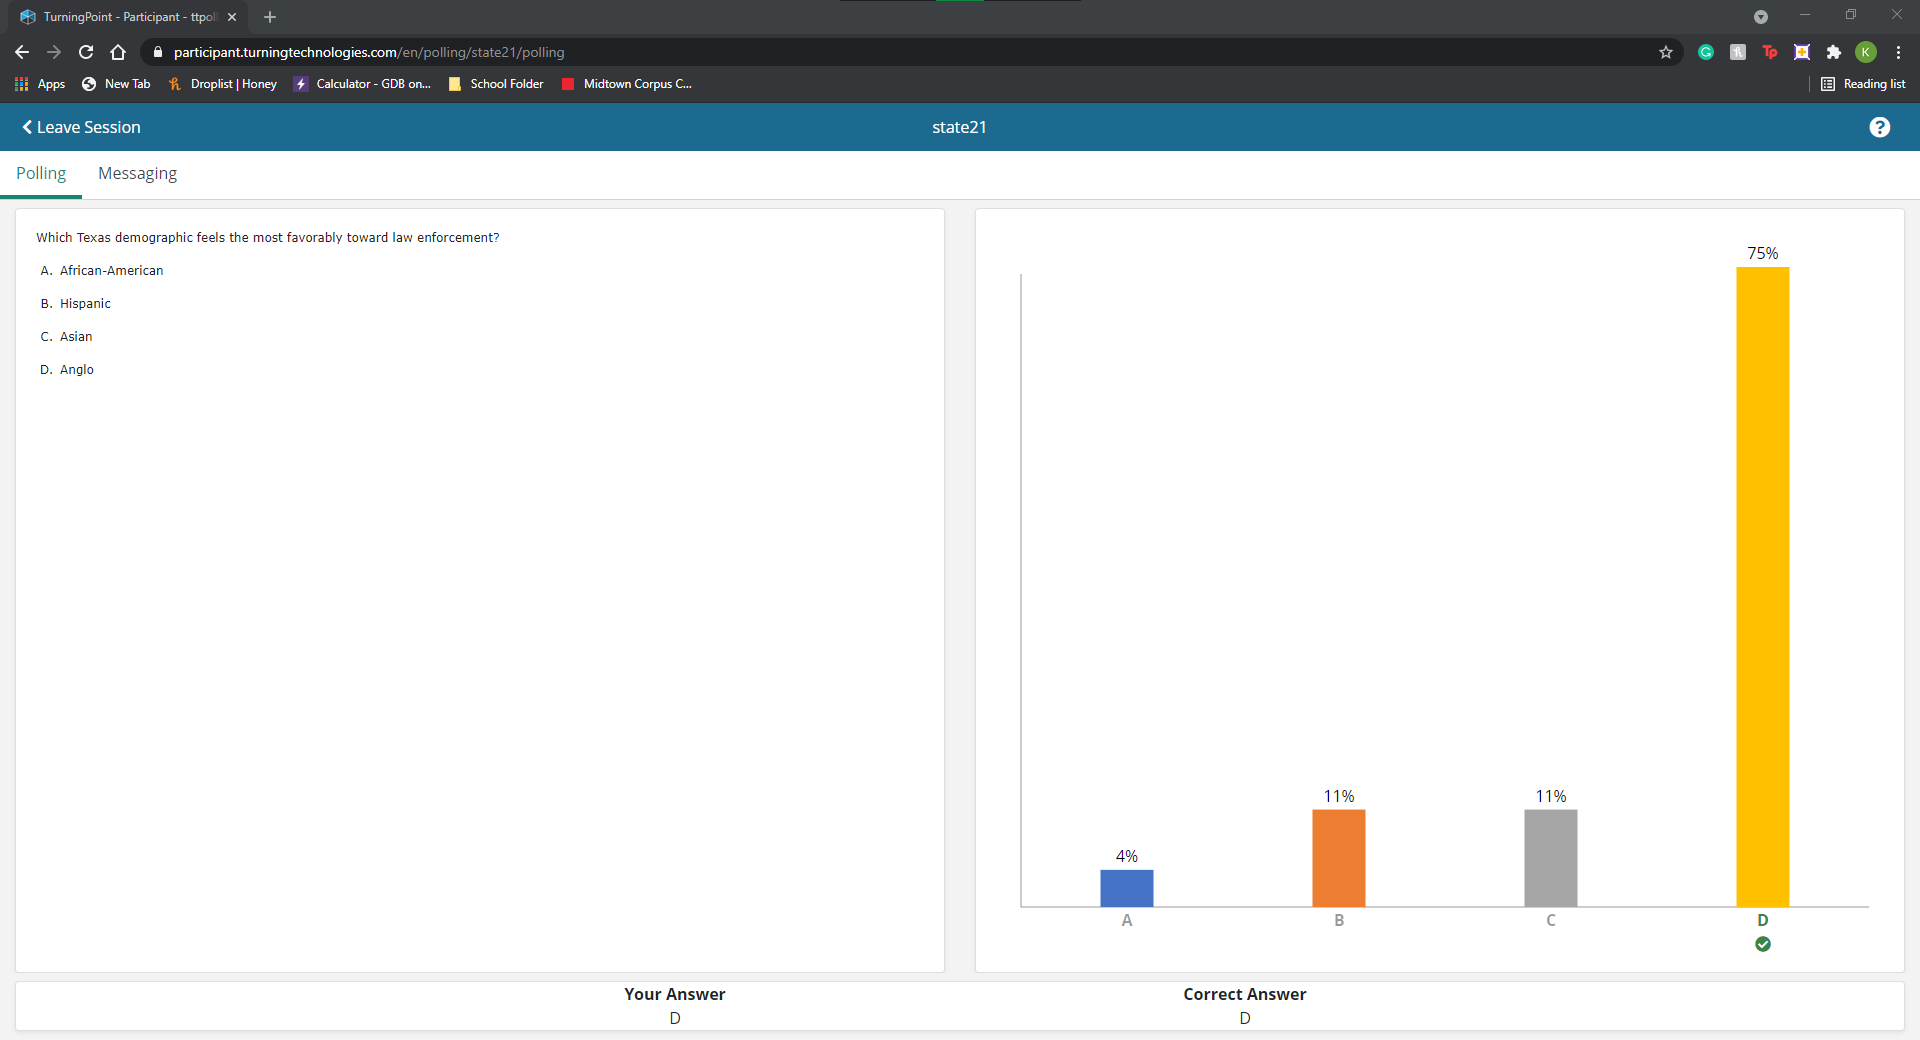 TurningPoint - Participant - ttpoll
participant.turningtechnologies.com/en/polling/state21/polling
Tp
K
Apps
New Tab
Droplist | Honey
Calculator - GDB on...
School Folder
Midtown Corpus C...
Reading list
Leave Session
state21
?
Polling
Messaging
Which Texas demographic feels the most favorably toward law enforcement?
A. African-American
B. Hispanic
C. Asian
D. Anglo
75%
11%
11%
4%
A
B
C
D
Your Answer
Correct Answer
D
D